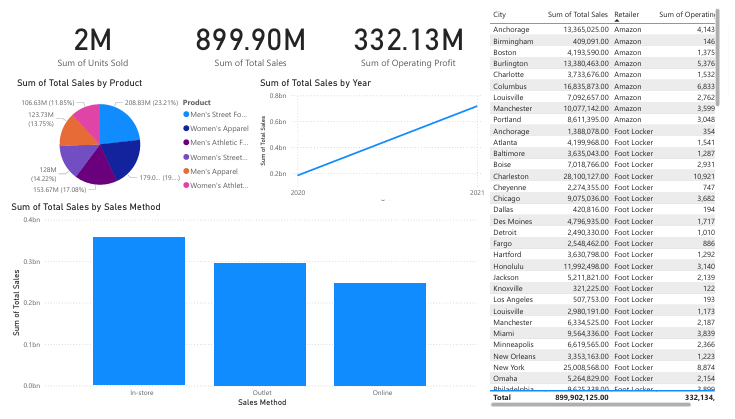 2M
Sum of Units Sold
899.90M
Sum of Total Sales
332.13M
Sum of Operating Profit
Sum of Total Sales by Product
106.63M (11.85%)
208.83M (23.21%)
123.73M
(13.75%)
128M
(14.22%)
153.67M (17.08%)
179.0... (19....)
Product
Men's Street Fo...
Women's Apparel
Men's Athletic F...
Women's Street...
Men's Apparel
Women's Athlet...
Sum of Total Sales by Year
Sum of Total Sales
0.8bn
0.6bn
0.4bn
0.2bn
2020
2021
Sum of Total Sales by Sales Method
Sum of Total Sales
0.4bn
0.3bn
0.2bn
0.1bn
0.0bn
In-store
Outlet
Online
Sales Method
City Sum of Total Sales Retailer Sum of Operating
Anchorage 13,365,025.00 Amazon 4,143
Birmingham 409,091.00 Amazon 146
Boston 4,193,590.00 Amazon 1,375
Burlington 13,380,463.00 Amazon 5,376
Charlotte 3,733,676.00 Amazon 1,532
Columbus 16,835,873.00 Amazon 6,833
Louisville 7,092,657.00 Amazon 2,762
Manchester 10,077,142.00 Amazon 3,599
Portland 8,611,395.00 Amazon 3,048
Anchorage 1,388,078.00 Foot Locker 354
Atlanta 4,199,968.00 Foot Locker 1,541
Baltimore 3,635,043.00 Foot Locker 1,287
Boise 7,018,766.00 Foot Locker 2,931
Charleston 28,100,127.00 Foot Locker 10,921
Cheyenne 2,274,355.00 Foot Locker 747
Chicago 9,075,036.00 Foot Locker 3,682
Dallas 420,816.00 Foot Locker 194
Des Moines 4,796,935.00 Foot Locker 1,717
Detroit 2,490,330.00 Foot Locker 1,010
Fargo 2,548,462.00 Foot Locker 886
Hartford 3,630,798.00 Foot Locker 1,292
Honolulu 11,992,498.00 Foot Locker 3,140
Jackson 5,211,821.00 Foot Locker 2,139
Knoxville 321,225.00 Foot Locker 122
Los Angeles 507,753.00 Foot Locker 193
Louisville 2,980,191.00 Foot Locker 1,173
Manchester 6,334,525.00 Foot Locker 2,187
Miami 9,564,336.00 Foot Locker 3,839
Minneapolis 6,619,565.00 Foot Locker 2,366
New Orleans 3,353,163.00 Foot Locker 1,223
New York 25,008,568.00 Foot Locker 8,874
Omaha 5,264,829.00 Foot Locker 2,154
Philadelphia 9,625,338.00 Foot Locker 3,899
Total 899,902,125.00 332,134,